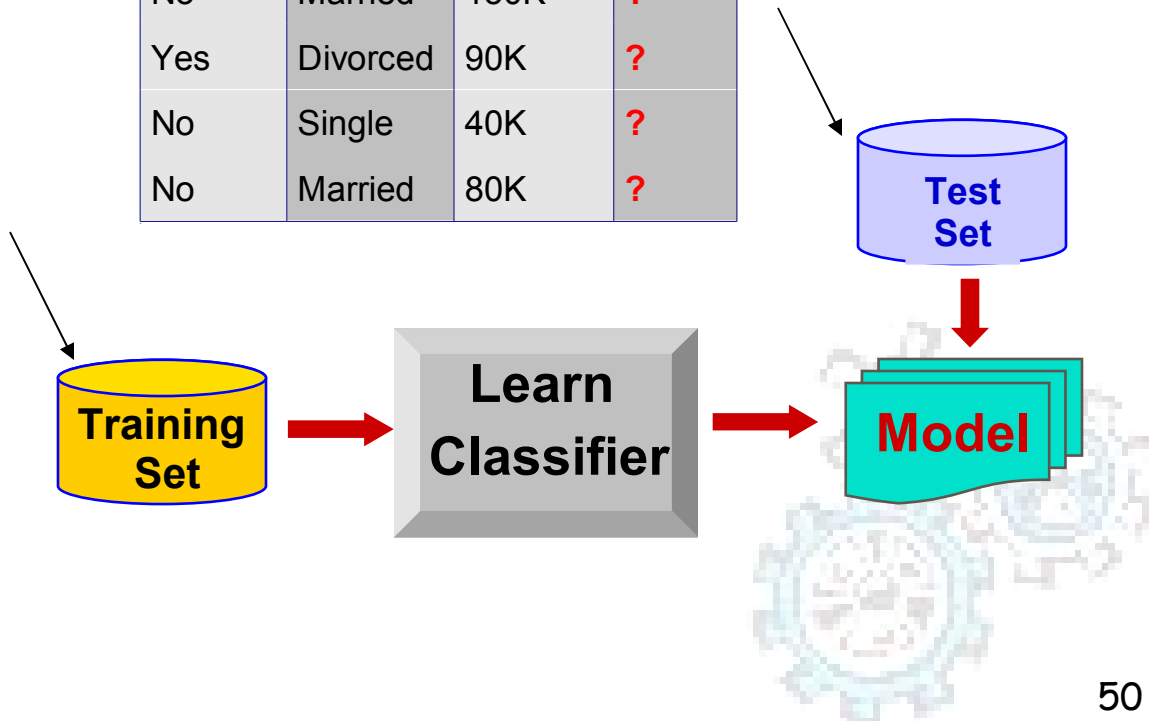 Yes Divorced 90K ?
No Single 40K ?
No Married 80K ?
Test
Set
Training
Set
Learn
Classifier
Model
50